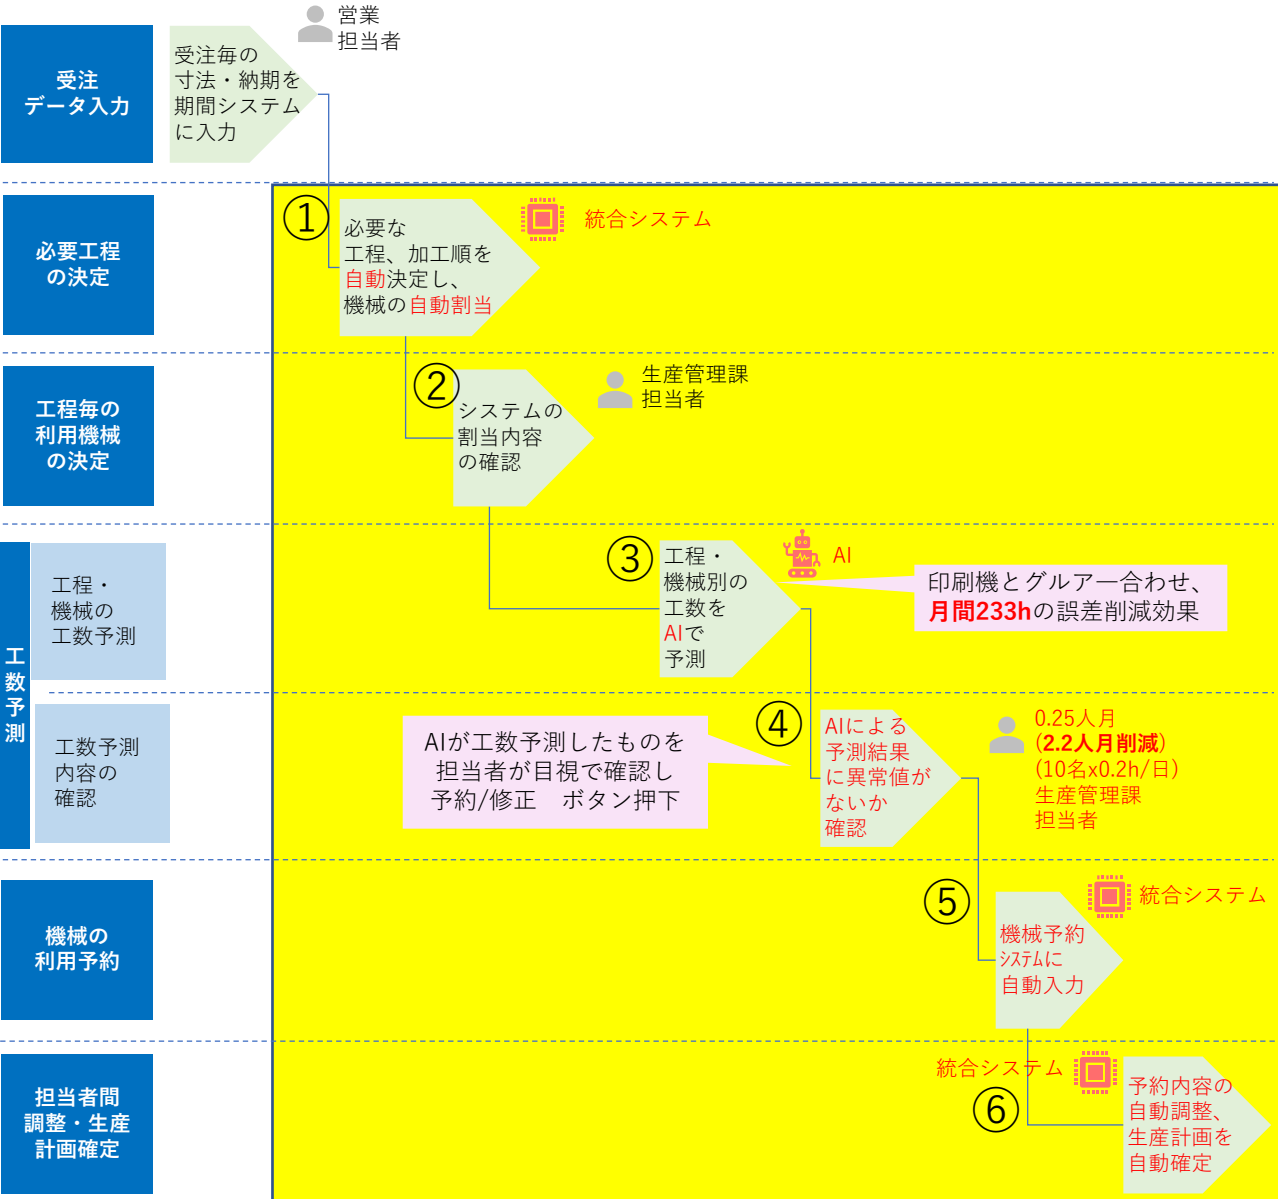 営業
担当者
受注
データ入力
受注毎の
寸法・納期を
期間システム
に入力
必要工程
の決定
①
必要な
工程、加工順を
自動決定し、
機械の自動割当
統合システム
工程毎の
利用機械
の決定
②
システムの
割当内容
の確認
生産管理課
担当者
工数予測
工程・
機械の
工数予測
③
工程・
機械別の
工数を
AIで
予測
AI
印刷機とグルアー合わせ、
月間233hの誤差削減効果
工数予測
内容の
確認
AIが工数予測したものを
担当者が目視で確認し
予約/修正　ボタン押下
④
AIによる
予測結果
に異常値が
ないか
確認
0.25人月
(2.2人月削減)
(10名x0.2h/日)
生産管理課
担当者
機械の
利用予約
⑤
機械予約
システムに
自動入力
統合システム
担当者間
調整・生産
計画確定
統合システム
⑥
予約内容の
自動調整、
生産計画を
自動確定